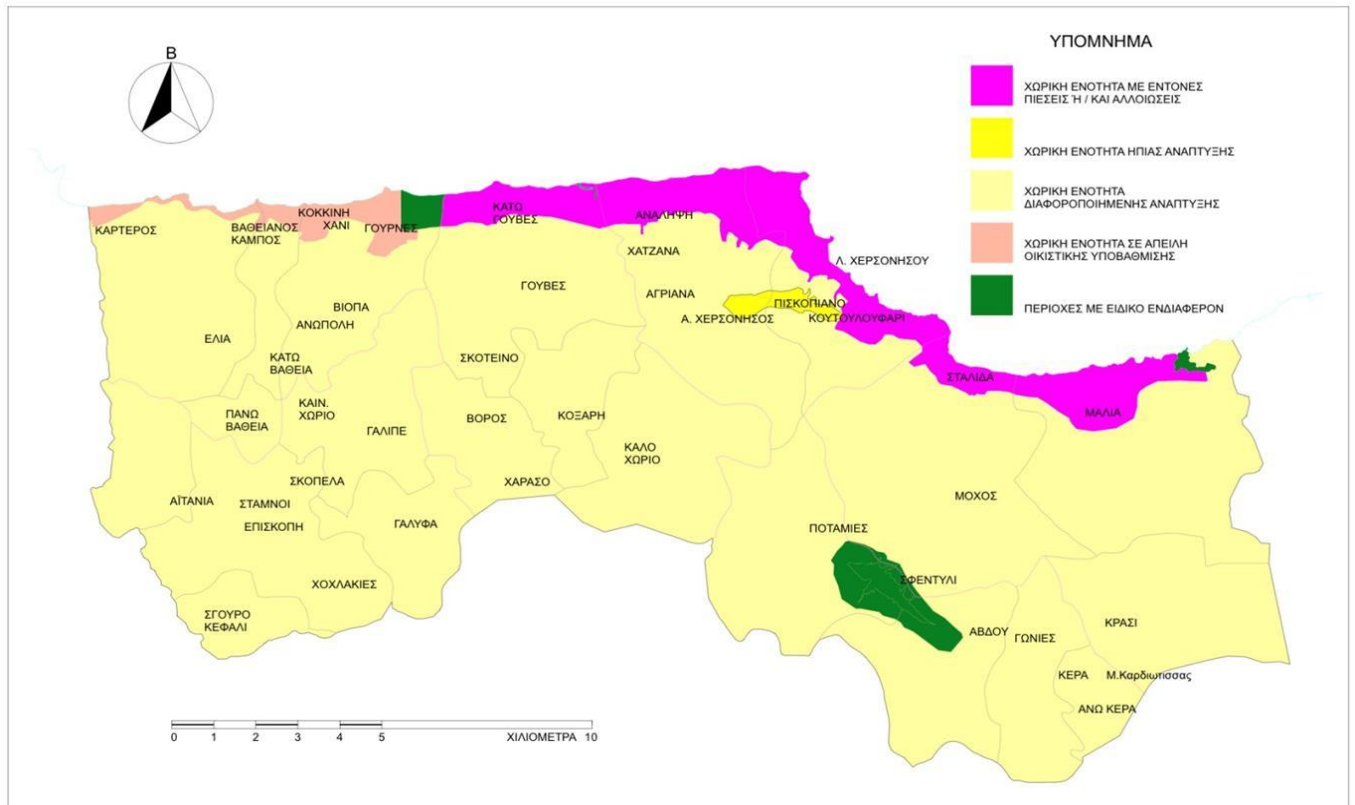 Β
ΥΠΟΜΝΗΜΑ
ΧΩΡΙΚΗ ΕΝΟΤΗΤΑ ΜΕ ΕΝΤΟΝΕΣ
ΠΙΕΣΕΙΣ Ή / ΚΑΙ ΑΛΛΟΙΩΣΕΙΣ
ΧΩΡΙΚΗ ΕΝΟΤΗΤΑ ΗΠΙΑΣ ΑΝΑΠΤΥΞΗΣ
ΧΩΡΙΚΗ ΕΝΟΤΗΤΑ
ΔΙΑΦΟΡΟΠΟΙΗΜΕΝΗΣ ΑΝΑΠΤΥΞΗΣ
ΧΩΡΙΚΗ ΕΝΟΤΗΤΑ ΣΕ ΑΠΕΙΛΗ
ΟΙΚΙΣΤΙΚΗΣ ΥΠΟΒΑΘΜΙΣΗΣ
ΠΕΡΙΟΧΕΣ ΜΕ ΕΙΔΙΚΟ ΕΝΔΙΑΦΕΡΟΝ
ΚΑΡΤΕΡΟΣ
ΒΑΘΕΙΑΝΟΣ
ΚΑΜΠΟΣ
ΚΟΚΚΙΝΗ
ΧΑΝΙ
ΓΟΥΡΝΕΣ
ΚΑΤΩ
ΓΟΥΒΕΣ
ΑΝΑΛΗΨΗ
ΧΑΤΖΑΝΑ
Λ. ΧΕΡΣΟΝΗΣΟΥ
ΓΟΥΒΕΣ
ΑΓΡΙΑΝΑ
ΠΙΣΚΟΠΙΑΝΟ
Α. ΧΕΡΣΟΝΗΣΟΣ
ΚΟΥΤΟΥΛΟΥΦΑΡΙ
ΒΙΟΠΑ
ΑΝΩΠΟΛΗ
ΕΛΙΑ
ΚΑΤΩ
ΒΑΘΕΙΑ
ΣΚΟΤΕΙΝΟ
ΣΤΑΛΙΔΑ
ΜΑΛΙΑ
ΠΑΝΩ
ΒΑΘΕΙΑ
ΚΑΙΝ.
ΧΩΡΙΟ
ΓΑΛΙΠΕ
ΒΟΡΟΣ
ΚΟΞΑΡΗ
ΚΑΛΟ
ΧΩΡΙΟ
ΣΚΟΠΕΛΑ
ΧΑΡΑΣΟ
ΑΪΤΑΝΙΑ
ΣΤΑΜΝΟΙ
ΕΠΙΣΚΟΠΗ
ΓΑΛΥΦΑ
ΜΟΧΟΣ
ΠΟΤΑΜΙΕΣ
ΣΦΕΝΤΥΛΙ
ΧΟΧΛΑΚΙΕΣ
ΣΓΟΥΡΟ
ΚΕΦΑΛΙ
ΑΒΔΟΥ
ΓΩΝΙΕΣ
ΚΡΑΣΙ
ΚΕΡΑ
Μ.Καρδιωτισσας
ΑΝΩ ΚΕΡΑ
0 1 2 3 4 5 ΧΙΛΙΟΜΕΤΡΑ 10